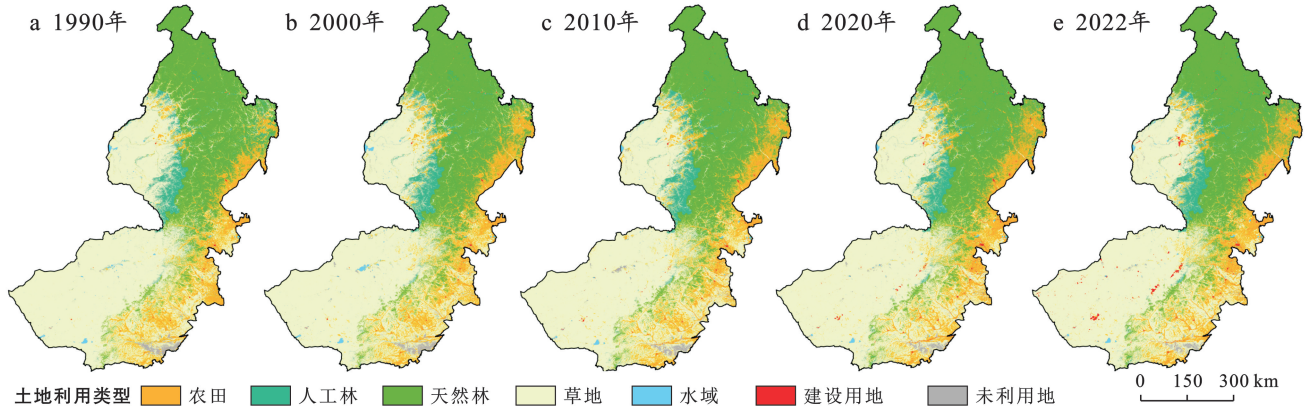 a 1990年
b 2000年
c 2010年
d 2020年
e 2022年
土地利用类型 农田 人工林 天然林 草地 水域 建设用地 未利用地
0 150 300 km